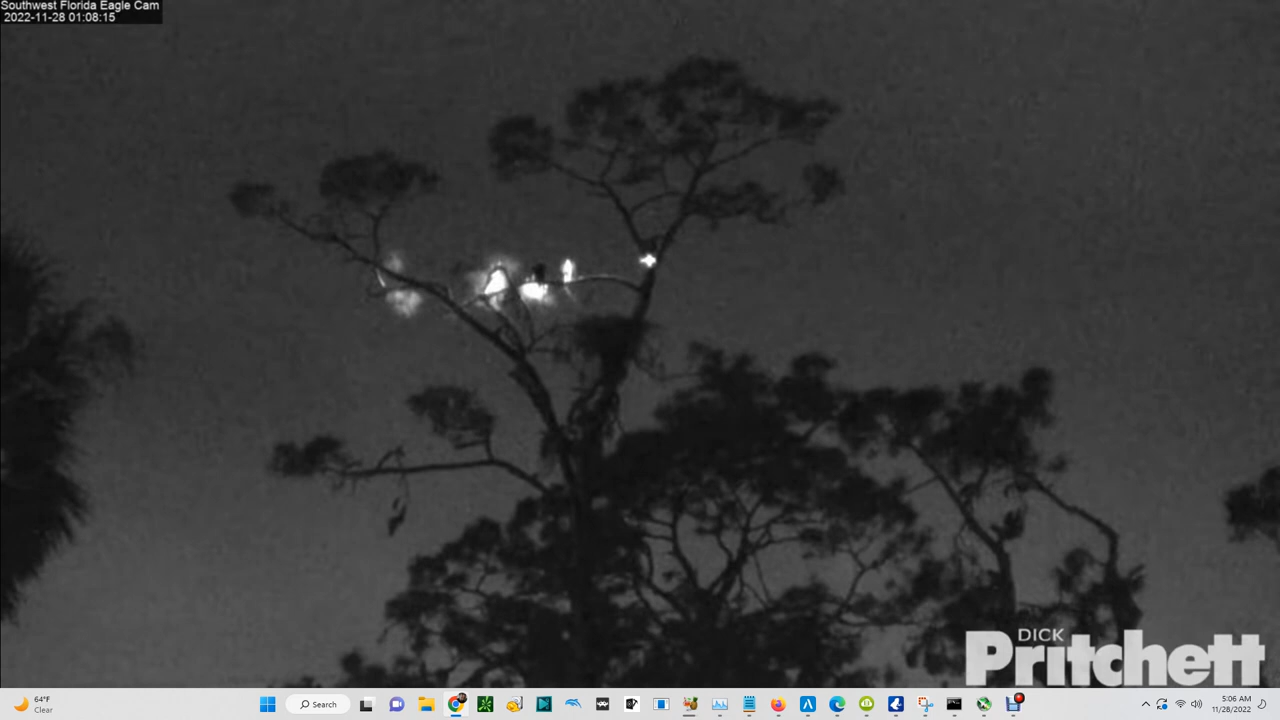 Southwest Florida Eagle Cam
2022-11-28 01:08:15
DICK
Pritchett
64°F
Clear
Search
5:06 AM
11/28/2022